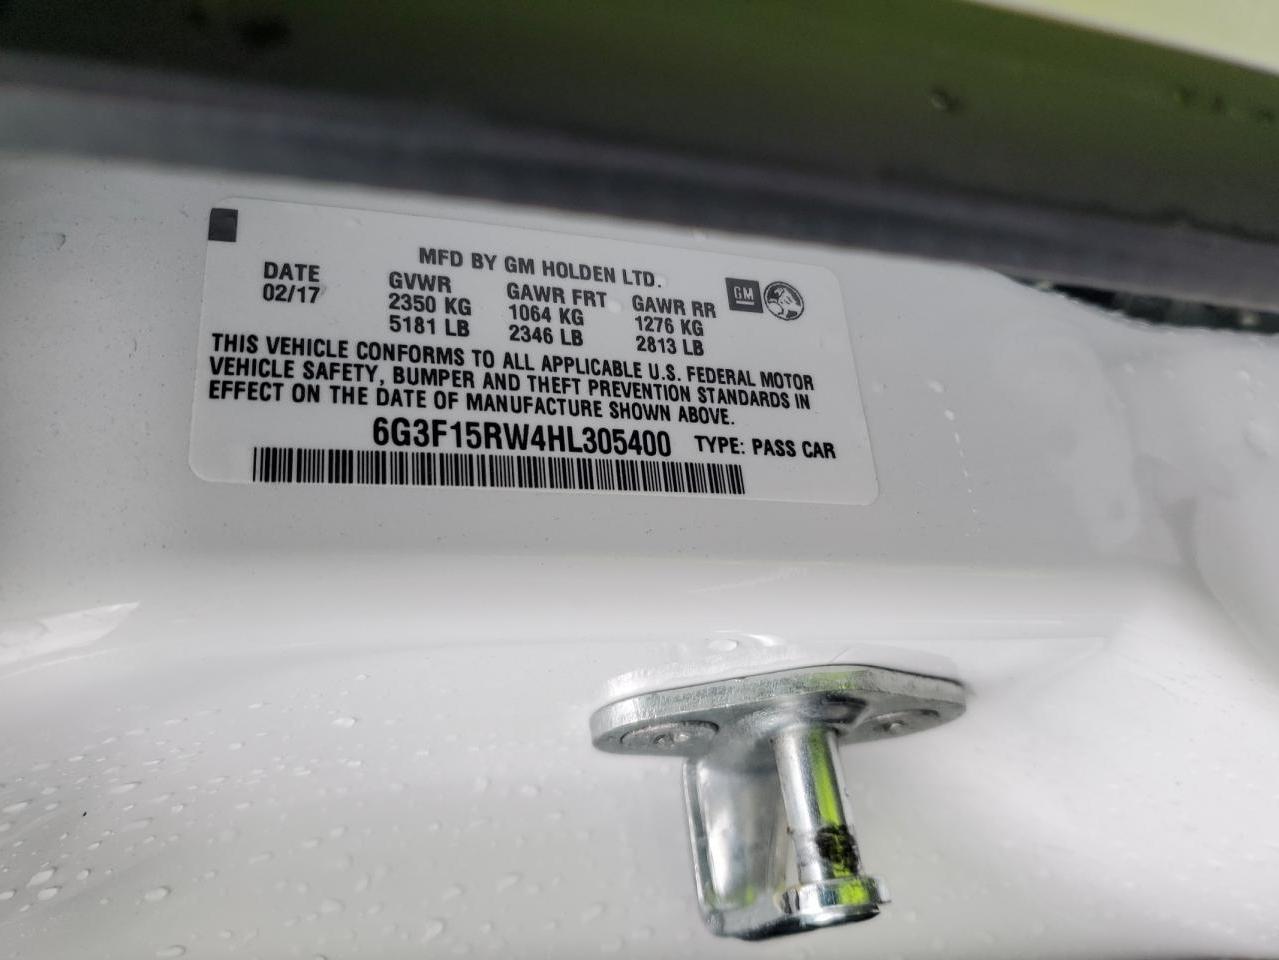 MFD BY GM HOLDEN LTD.
DATE GVWR GAWR FRT GAWR RR GM
02/17 2350 KG 1064 KG 1276 KG
5181 LB 2346 LB 2813 LB
THIS VEHICLE CONFORMS TO ALL APPLICABLE U.S. FEDERAL MOTOR
VEHICLE SAFETY, BUMPER AND THEFT PREVENTION STANDARDS IN
EFFECT ON THE DATE OF MANUFACTURE SHOWN ABOVE.
6G3F15RW4HL305400 TYPE: PASS CAR